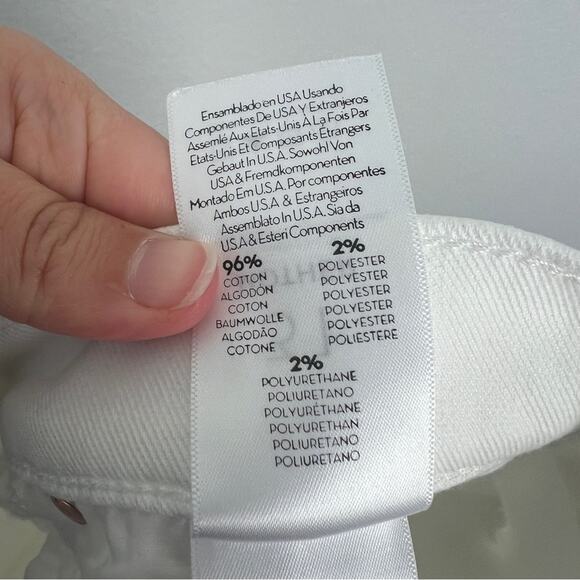 Ensamblado en USA Usando
Componentes De USA Y Extranjeros
Assemlé Aux Etats-Unis À La Fois Par
Etats-Unis Et Composants Étrangers
Gebaut In U.S.A. Sowohl Von
USA & Fremdkomponenten
Montado Em U.S.A. Por componentes
Ambos U.S.A & Estrangeiros
Assemblato In U.S.A. Sia da
USA & Esteri Components
96%
COTTON
ALGODÓN
COTON
BAUMWOLLE
ALGODÃO
COTONE
2%
POLYESTER
POLYESTER
POLYESTER
POLYESTER
POLYESTER
POLIESTERE
2%
POLYURETHANE
POLIURETANO
POLYURÉTHANE
POLYURETHAN
POLIURETANO
POLIURETANO